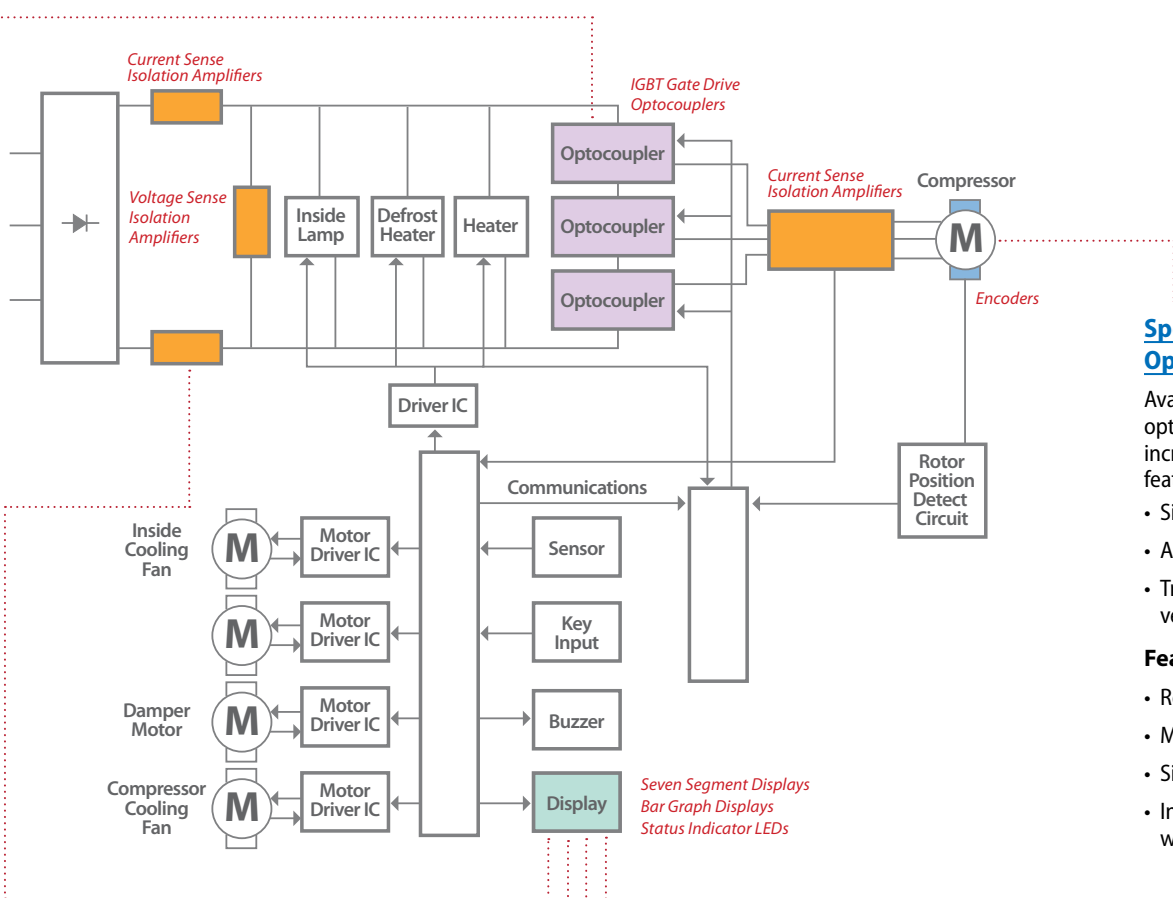 Current Sense
Isolation Amplifiers
IGBT Gate Drive
Optocouplers
Optocoupler
Voltage Sense
Isolation
Amplifiers
Inside
Lamp
Defrost
Heater
Heater
Optocoupler
Optocoupler
Current Sense
Isolation Amplifiers
Compressor
M
Encoders
Driver IC
Communications
Rotor
Position
Detect
Circuit
Inside
Cooling
Fan
M
Motor
Driver IC
Sensor
M
Motor
Driver IC
Key
Input
Damper
Motor
M
Motor
Driver IC
Buzzer
Compressor
Cooling
Fan
M
Motor
Driver IC
Display
Seven Segment Displays
Bar Graph Displays
Status Indicator LEDs
Sp
Op
Ava
opt
incr
feat
• Si
• A
• Tr
ve
Fea
• R
• M
• Si
• In
w